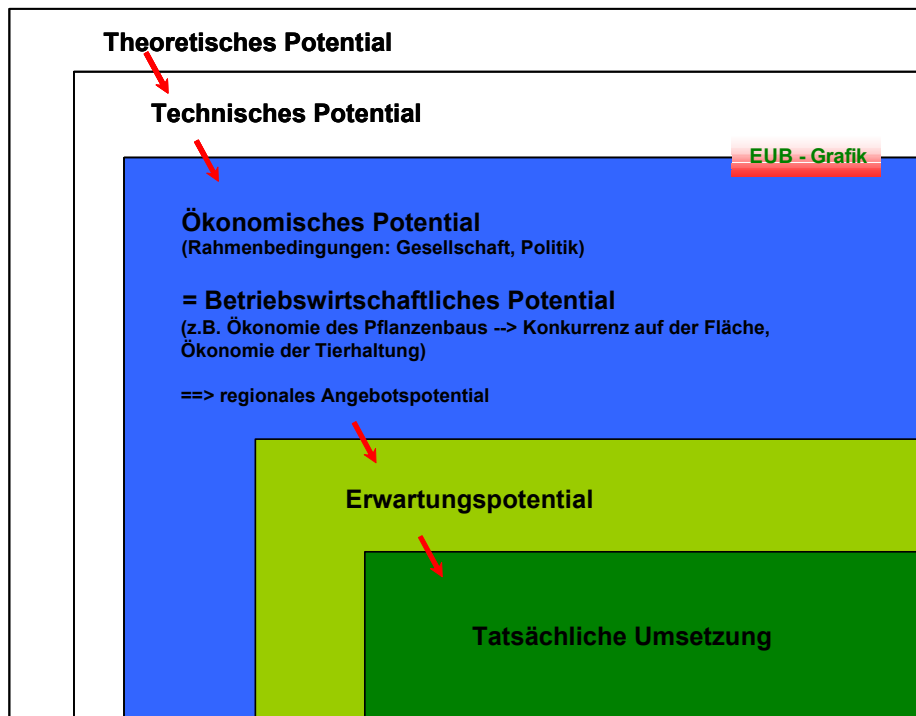 Theoretisches Potential
Technisches Potential
EUB - Grafik
Ökonomisches Potential
(Rahmenbedingungen: Gesellschaft, Politik)
= Betriebswirtschaftliches Potential
(z.B. Ökonomie des Pflanzenbaus --> Konkurrenz auf der Fläche,
Ökonomie der Tierhaltung)
==> regionales Angebotspotential
Erwartungspotential
Tatsächliche Umsetzung